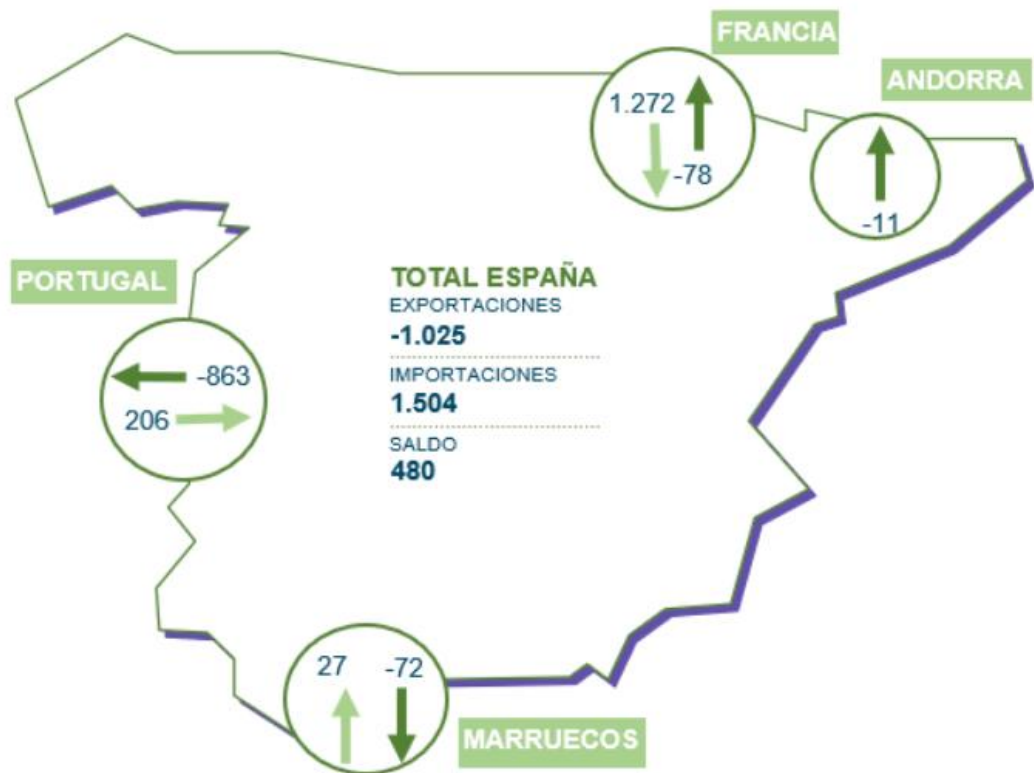 FRANCIA
ANDORRA
1.272
-78
-11
PORTUGAL
-863
206
TOTAL ESPAÑA
EXPORTACIONES
-1.025
IMPORTACIONES
1.504
SALDO
480
27 -72
MARRUECOS